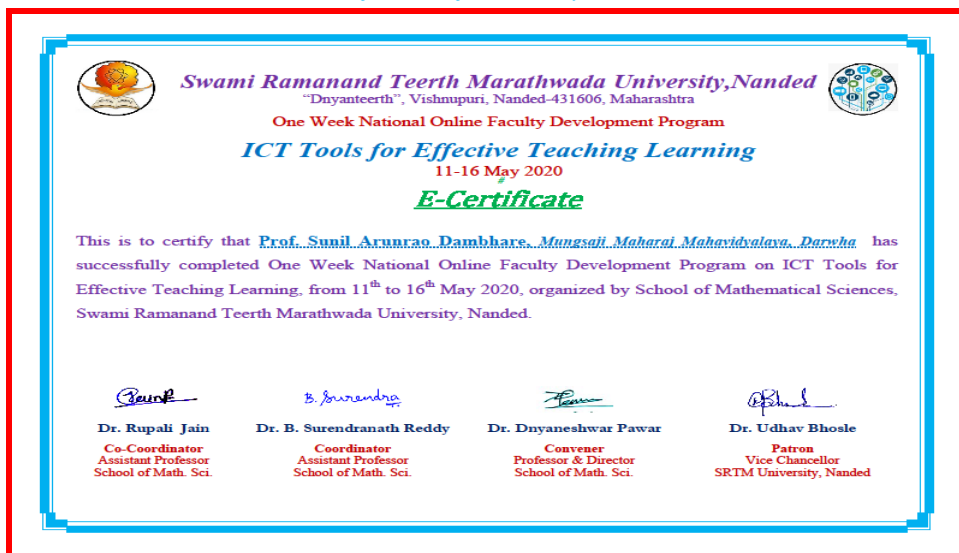 Swami Ramanand Teerth Marathwada University,Nanded
“Dnyanteerth”, Vishnupuri, Nanded-431606, Maharashtra
One Week National Online Faculty Development Program
ICT Tools for Effective Teaching Learning
11-16 May 2020
#
E-Certificate
This is to certify that Prof. Sunil Arunrao Dambhare, Mungsaji Maharaj Mahavidyalaya, Darwha has
successfully completed One Week National Online Faculty Development Program on ICT Tools for
Effective Teaching Learning, from 11th to 16th May 2020, organized by School of Mathematical Sciences,
Swami Ramanand Teerth Marathwada University, Nanded.
B. Surendra
Dr. Rupali Jain Dr. B. Surendranath Reddy Dr. Dnyaneshwar Pawar Dr. Udhav Bhosle
Co-Coordinator Coordinator Convener Patron
Assistant Professor Assistant Professor Professor & Director Vice Chancellor
School of Math. Sci. School of Math. Sci. School of Math. Sci. SRTM University, Nanded